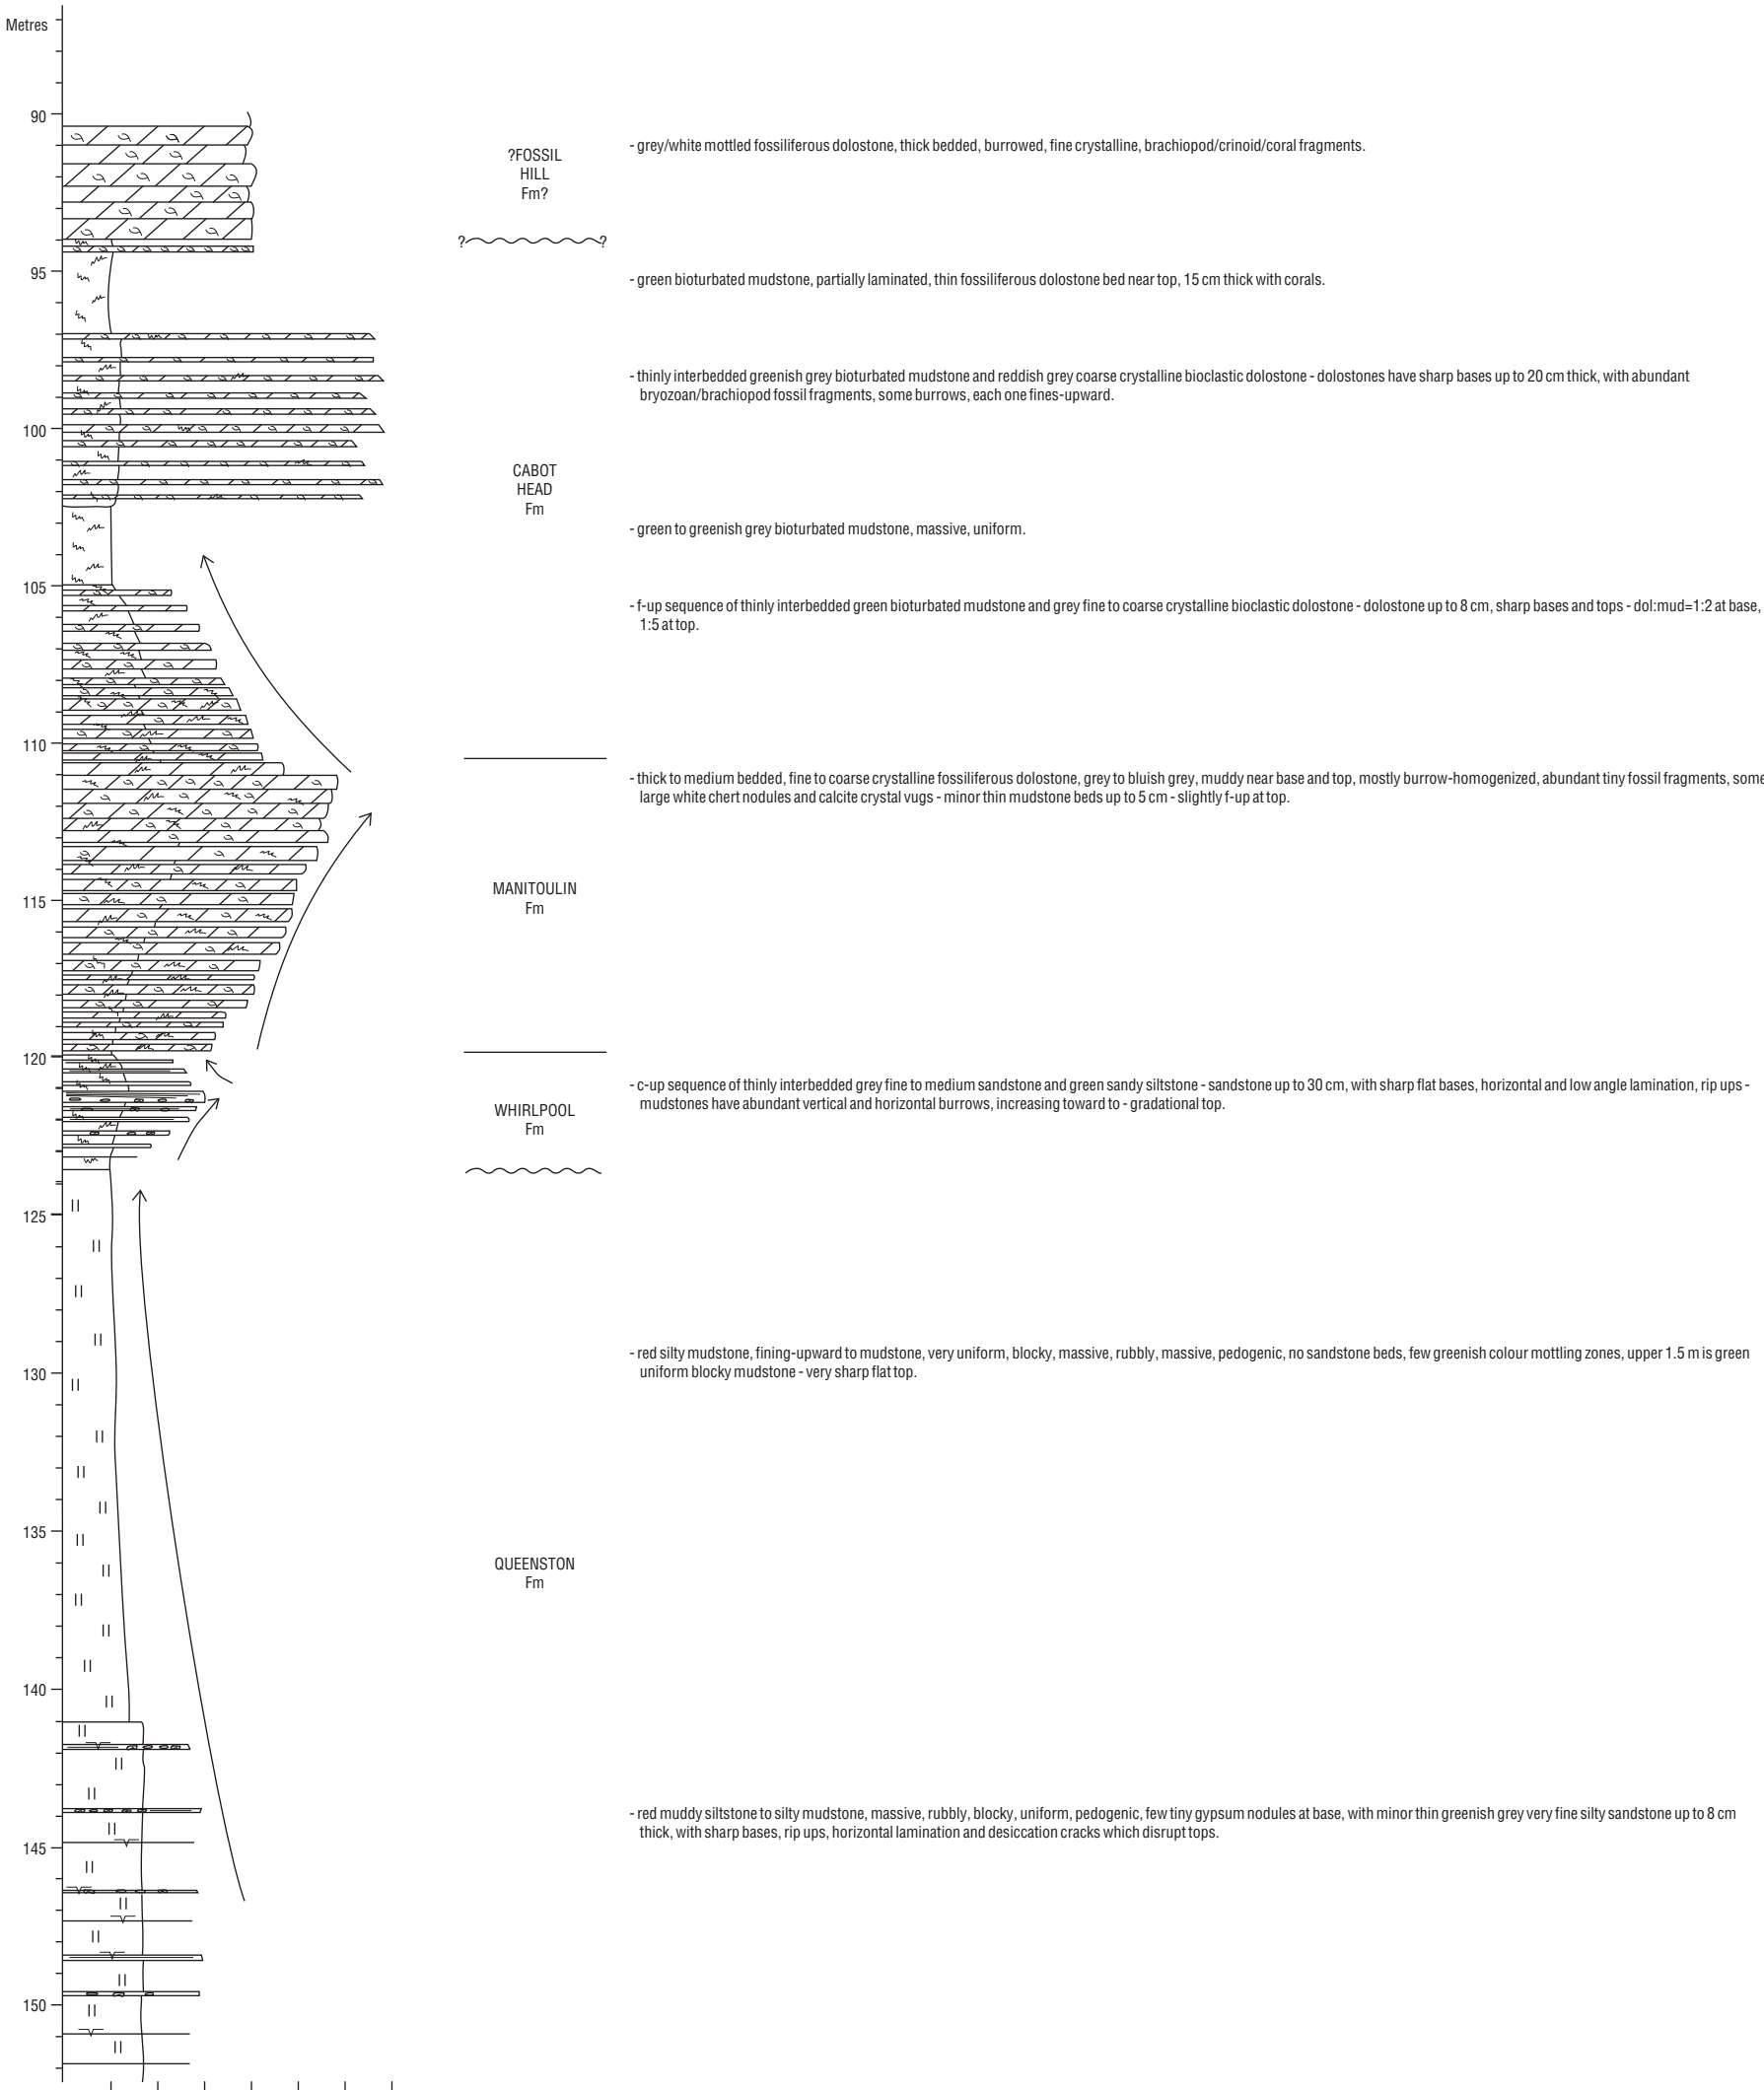 Metres
90
?FOSSIL
HILL
Fm?
- grey/white mottled fossiliferous dolostone, thick bedded, burrowed, fine crystalline, brachiopod/crinoid/coral fragments.
? ?
95
- green bioturbated mudstone, partially laminated, thin fossiliferous dolostone bed near top, 15 cm thick with corals.
- thinly interbedded greenish grey bioturbated mudstone and reddish grey coarse crystalline bioclastic dolostone - dolostones have sharp bases up to 20 cm thick, with abundant
bryozoan/brachiopod fossil fragments, some burrows, each one fines-upward.
100
CABOT
HEAD
Fm
- green to greenish grey bioturbated mudstone, massive, uniform.
105
- f-up sequence of thinly interbedded green bioturbated mudstone and grey fine to coarse crystalline bioclastic dolostone - dolostone up to 8 cm, sharp bases and tops - dol:mud=1:2 at base,
1:5 at top.
110
- thick to medium bedded, fine to coarse crystalline fossiliferous dolostone, grey to bluish grey, muddy near base and top, mostly burrow-homogenized, abundant tiny fossil fragments, some
large white chert nodules and calcite crystal vugs - minor thin mudstone beds up to 5 cm - slightly f-up at top.
115
MANITOULIN
Fm
120
- c-up sequence of thinly interbedded grey fine to medium sandstone and green sandy siltstone - sandstone up to 30 cm, with sharp flat bases, horizontal and low angle lamination, rip ups -
mudstones have abundant vertical and horizontal burrows, increasing toward to - gradational top.
WHIRLPOOL
Fm
125
130
- red silty mudstone, fining-upward to mudstone, very uniform, blocky, massive, rubbly, massive, pedogenic, no sandstone beds, few greenish colour mottling zones, upper 1.5 m is green
uniform blocky mudstone - very sharp flat top.
135
QUEENSTON
Fm
140
145
- red muddy siltstone to silty mudstone, massive, rubbly, blocky, uniform, pedogenic, few tiny gypsum nodules at base, with minor thin greenish grey very fine silty sandstone up to 8 cm
thick, with sharp bases, rip ups, horizontal lamination and desiccation cracks which disrupt tops.
150